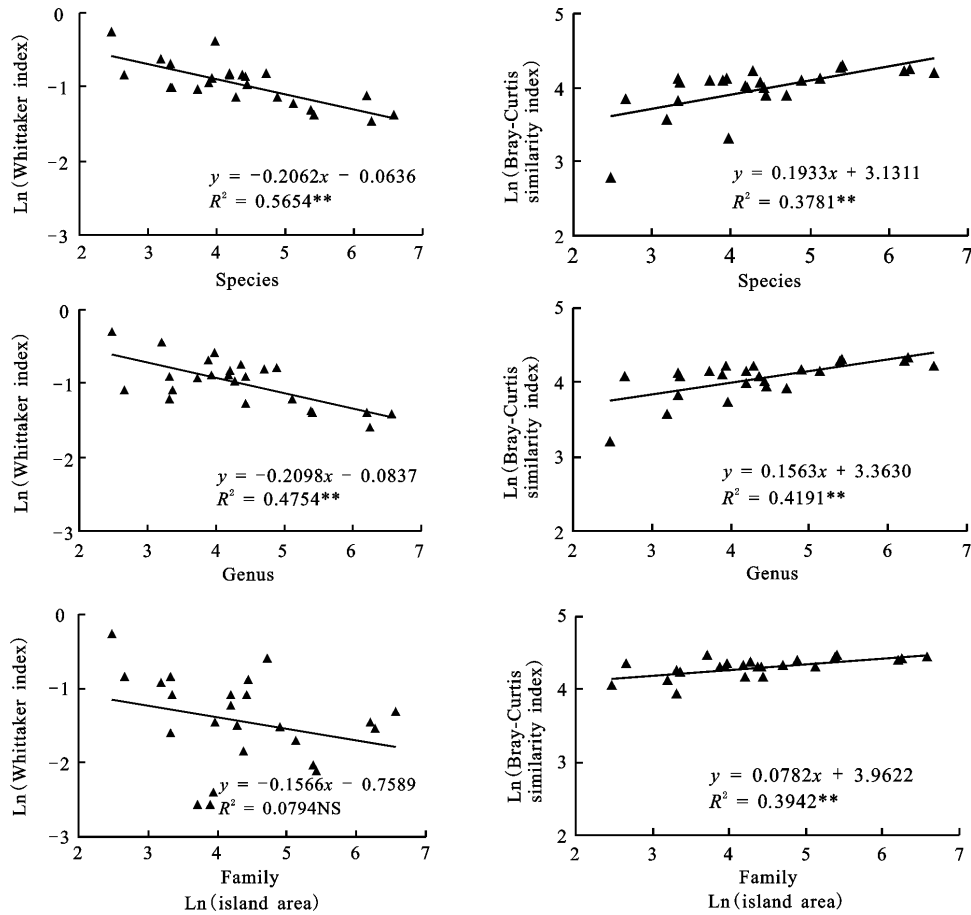 0
−1
−2
−3
Ln(Whittaker index)
y = −0.2062x − 0.0636
R² = 0.5654**
2 3 4 5 6 7
Species
5
4
3
2
Ln(Bray-Curtis
similarity index)
y = 0.1933x + 3.1311
R² = 0.3781**
2 3 4 5 6 7
Species
0
−1
−2
−3
Ln(Whittaker index)
y = −0.2098x − 0.0837
R² = 0.4754**
2 3 4 5 6 7
Genus
5
4
3
2
Ln(Bray-Curtis
similarity index)
y = 0.1563x + 3.3630
R² = 0.4191**
2 3 4 5 6 7
Genus
0
−1
−2
−3
Ln(Whittaker index)
y = −0.1566x − 0.7589
R² = 0.0794NS
2 3 4 5 6 7
Family
Ln(island area)
5
4
3
2
Ln(Bray-Curtis
similarity index)
y = 0.0782x + 3.9622
R² = 0.3942**
2 3 4 5 6 7
Family
Ln(island area)